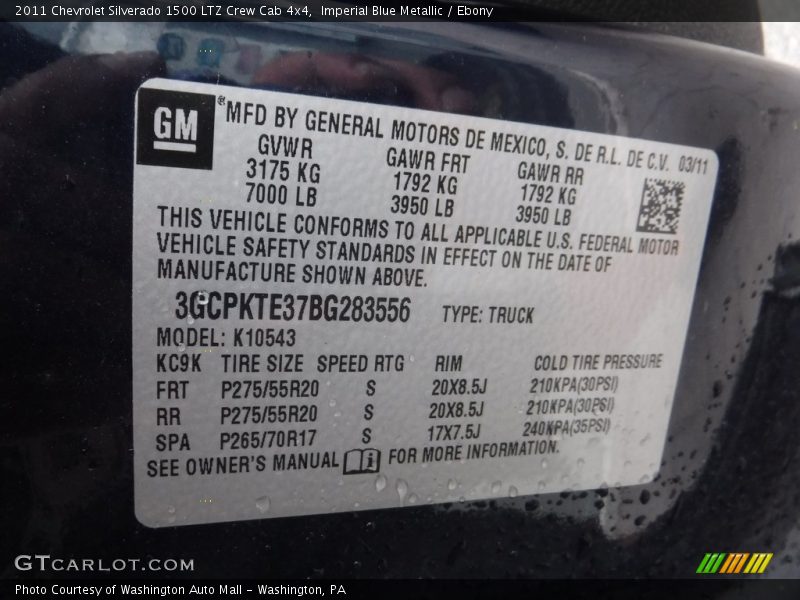 2011 Chevrolet Silverado 1500 LTZ Crew Cab 4x4, Imperial Blue Metallic / Ebony
GM
® MFD BY GENERAL MOTORS DE MEXICO, S. DE R.L. DE C.V. 03/11
GVWR GAWR FRT GAWR RR
3175 KG 1792 KG 1792 KG
7000 LB 3950 LB 3950 LB
THIS VEHICLE CONFORMS TO ALL APPLICABLE U.S. FEDERAL MOTOR
VEHICLE SAFETY STANDARDS IN EFFECT ON THE DATE OF
MANUFACTURE SHOWN ABOVE.
3GCPKTE37BG283556 TYPE: TRUCK
MODEL: K10543
KC9K TIRE SIZE SPEED RTG RIM COLD TIRE PRESSURE
FRT P275/55R20 S 20X8.5J 210KPA(30PSI)
RR P275/55R20 S 20X8.5J 210KPA(30PSI)
SPA P265/70R17 S 17X7.5J 240KPA(35PSI)
SEE OWNER'S MANUAL i FOR MORE INFORMATION.
GTCARLOT.COM
Photo Courtesy of Washington Auto Mall - Washington, PA